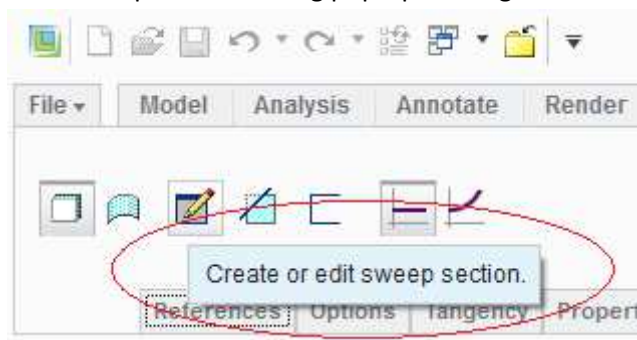 File Model Analysis Annotate Render
Create or edit sweep section.
References Options Tangency Propert